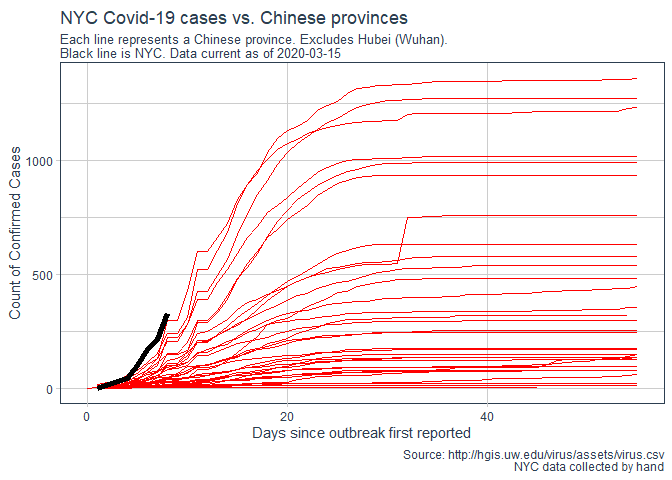 NYC Covid-19 cases vs. Chinese provinces
Each line represents a Chinese province. Excludes Hubei (Wuhan).
Black line is NYC. Data current as of 2020-03-15
Count of Confirmed Cases
1000
500
0
0
20
40
Days since outbreak first reported
Source: http://hgis.uw.edu/virus/assets/virus.csv
NYC data collected by hand